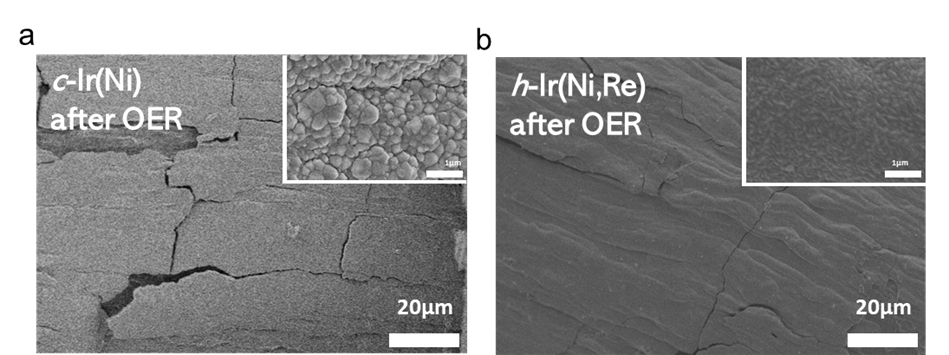 a
c-Ir(Ni)
after OER
1μm
20μm
b
h-Ir(Ni,Re)
after OER
1μm
20μm